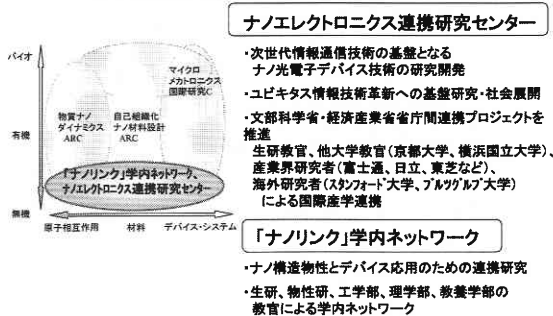 ナノエレクトロニクス連携研究センター
・次世代情報通信技術の基盤となる
ナノ光電子デバイス技術の研究開発
・ユビキタス情報技術革新への基盤研究・社会展開
・文部科学省・経済産業省省庁間連携プロジェクトを
推進
生研教官、他大学教官(京都大学、横浜国立大学)、
産業界研究者(富士通、日立、東芝など)、
海外研究者(スタンフォード大学、ブルツグルブ大学)
による国際産学連携
「ナノリンク」学内ネットワーク
・ナノ構造物性とデバイス応用のための連携研究
・生研、物性研、工学部、理学部、教養学部の
教官による学内ネットワーク
バイオ
有機
無機
マイクロ
メカトロニクス
国際研究C
物質ナノ
ダイナミクス
ARC
自己組織化
ナノ材料設計
ARC
「ナノリンク」学内ネットワーク、
ナノエレクトロニクス連携研究センター
原子相互作用
材料
デバイス・システム